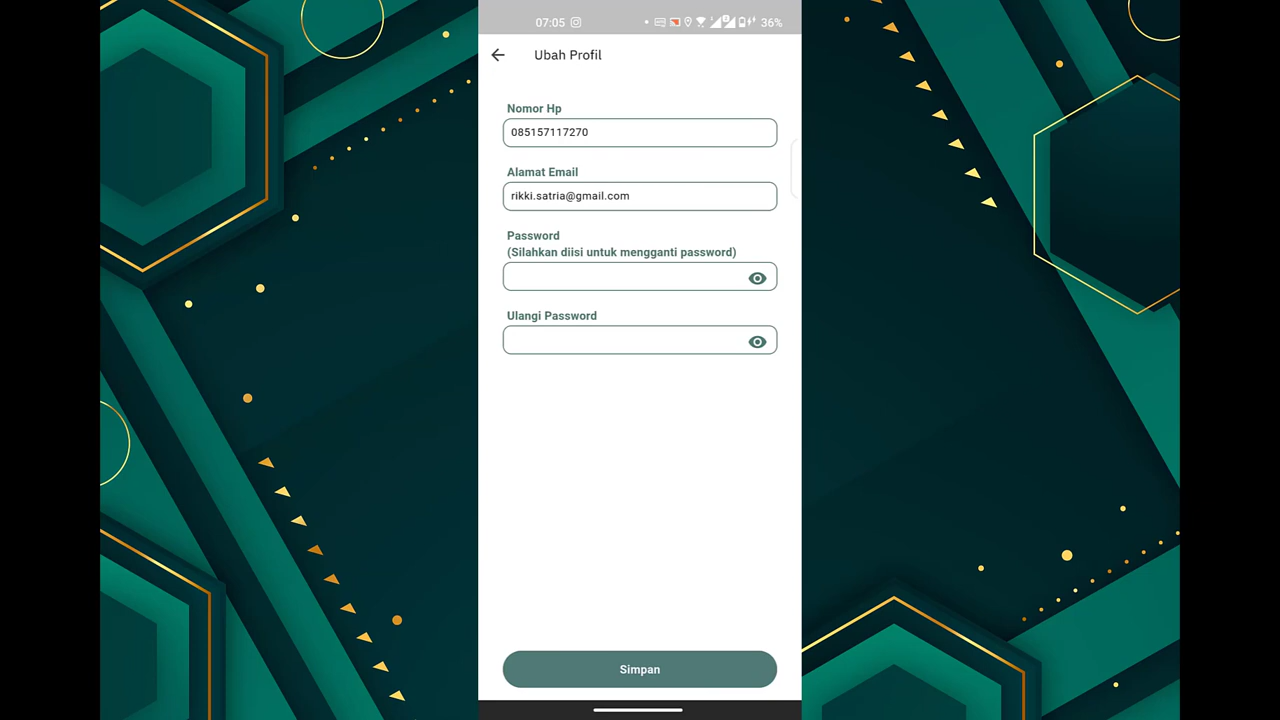 07:05 36%
Ubah Profil
Nomor Hp
085157117270
Alamat Email
rikki.satria@gmail.com
Password
(Silahkan diisi untuk mengganti password)
Ulangi Password
Simpan